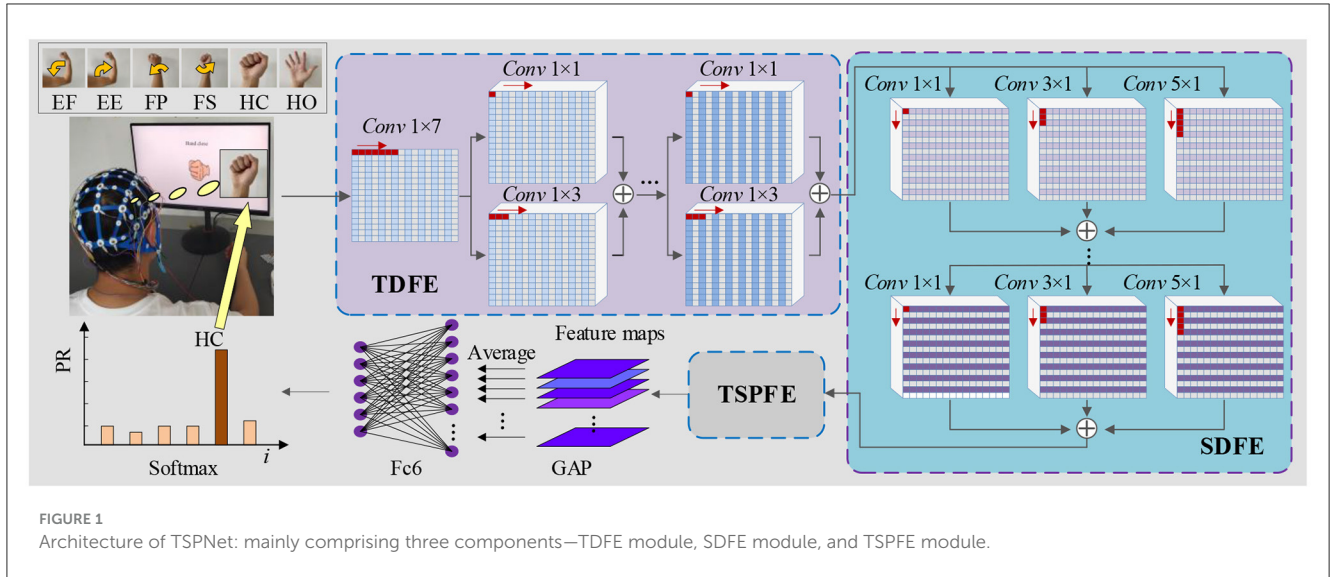 EF EE FP FS HC HO
Hand close
HC
PR
Softmax
i
Conv 1×7
Conv 1×1
Conv 1×3
...
Conv 1×1
Conv 1×3
TDFE
Conv 1×1 Conv 3×1 Conv 5×1
Conv 1×1 Conv 3×1 Conv 5×1
SDFE
TSPFE
Feature maps
Average
GAP
Fc6
FIGURE 1
Architecture of TSPNet: mainly comprising three components—TDFE module, SDFE module, and TSPFE module.